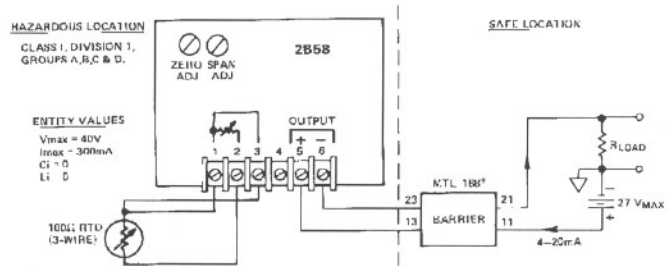 HAZARDOUS LOCATION
CLASS I, DIVISION 1,
GROUPS A,B,C & D.
SAFE LOCATION
2B58
ZERO SPAN
ADJ ADJ
ENTITY VALUES
Vmax = 40V
Imax = 300mA
Ci = 0
Li = 0
OUTPUT
+ −
1 2 3 4 5 6
RLOAD
MTL 188*
23 21
BARRIER
13 11
27 VMAX
−
+
4–20mA
100Ω RTD
(3-WIRE)